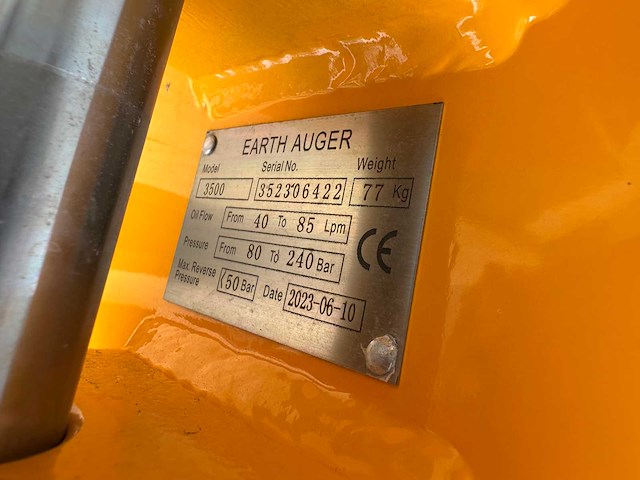 EARTH AUGER
Model Serial No. Weight
3500 352306422 77 Kg
Oil Flow From 40 To 85 Lpm
Pressure From 80 To 240 Bar
CE
Max. Reverse Pressure (50 Bar Date 2023-06-10